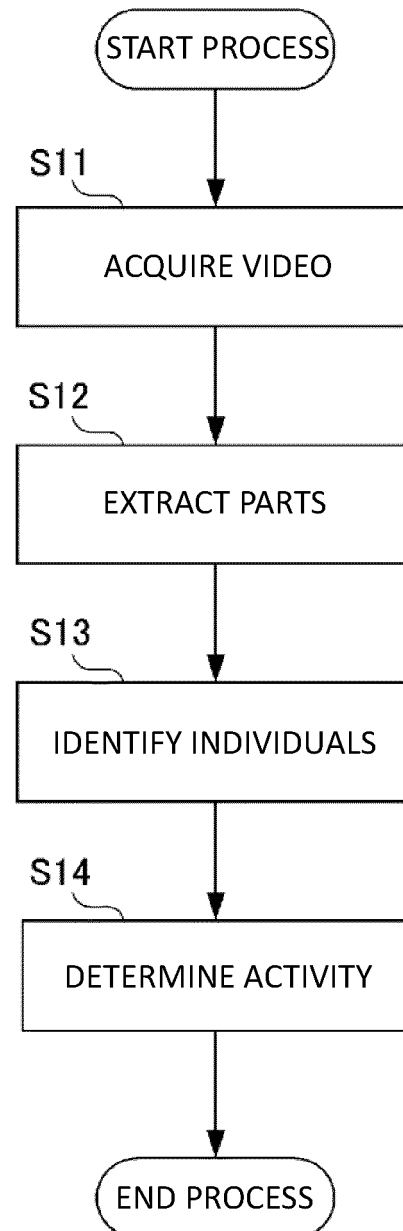 START PROCESS
S11
ACQUIRE VIDEO
S12
EXTRACT PARTS
S13
IDENTIFY INDIVIDUALS
S14
DETERMINE ACTIVITY
END PROCESS